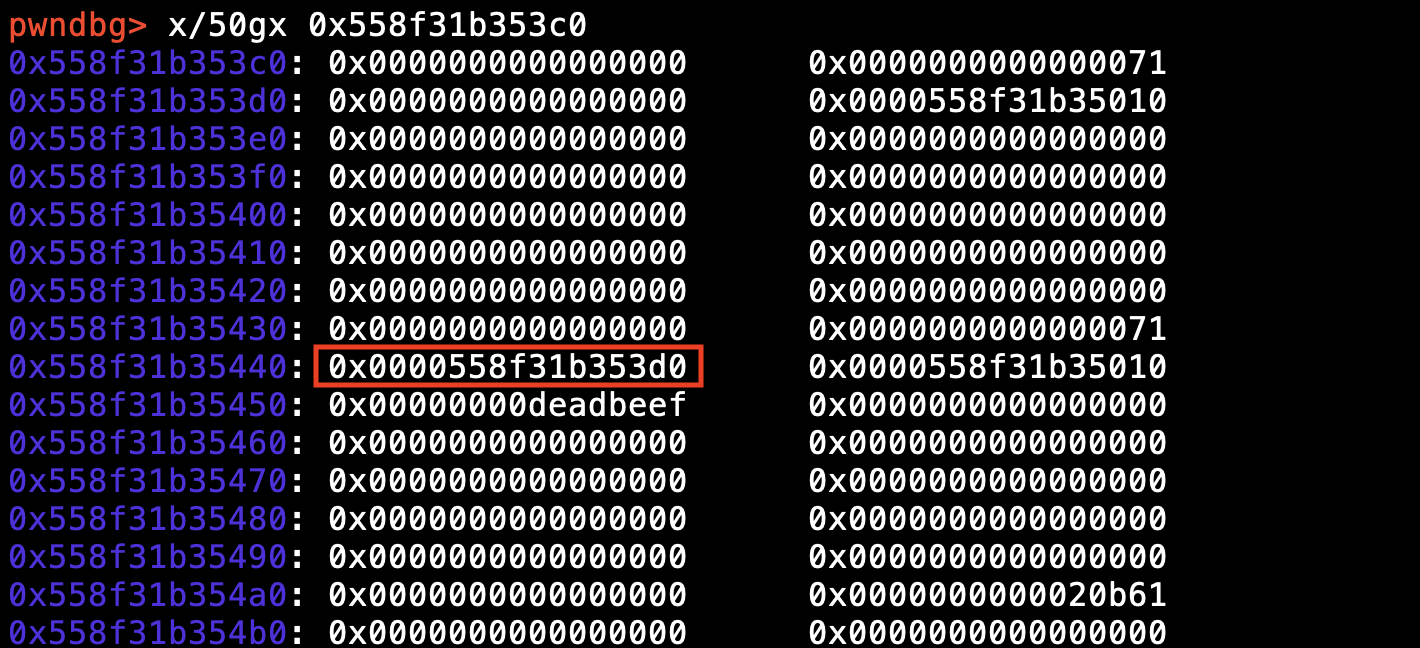 pwndbg> x/50gx 0x558f31b353c0
0x558f31b353c0: 0x0000000000000000 0x0000000000000071
0x558f31b353d0: 0x0000000000000000 0x0000558f31b35010
0x558f31b353e0: 0x0000000000000000 0x0000000000000000
0x558f31b353f0: 0x0000000000000000 0x0000000000000000
0x558f31b35400: 0x0000000000000000 0x0000000000000000
0x558f31b35410: 0x0000000000000000 0x0000000000000000
0x558f31b35420: 0x0000000000000000 0x0000000000000000
0x558f31b35430: 0x0000000000000000 0x0000000000000071
0x558f31b35440: 0x0000558f31b353d0 0x0000558f31b35010
0x558f31b35450: 0x00000000deadbeef 0x0000000000000000
0x558f31b35460: 0x0000000000000000 0x0000000000000000
0x558f31b35470: 0x0000000000000000 0x0000000000000000
0x558f31b35480: 0x0000000000000000 0x0000000000000000
0x558f31b35490: 0x0000000000000000 0x0000000000000000
0x558f31b354a0: 0x0000000000000000 0x0000000000020b61
0x558f31b354b0: 0x0000000000000000 0x0000000000000000